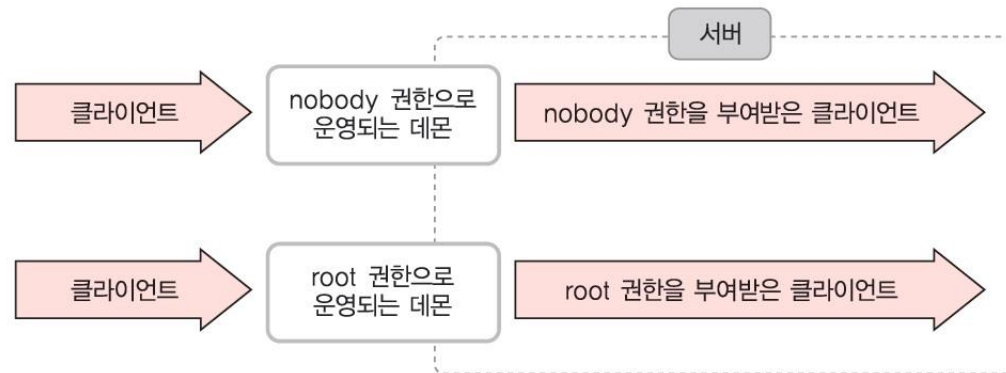 서버
클라이언트
nobody 권한으로
운영되는 데몬
nobody 권한을 부여받은 클라이언트
클라이언트
root 권한으로
운영되는 데몬
root 권한을 부여받은 클라이언트